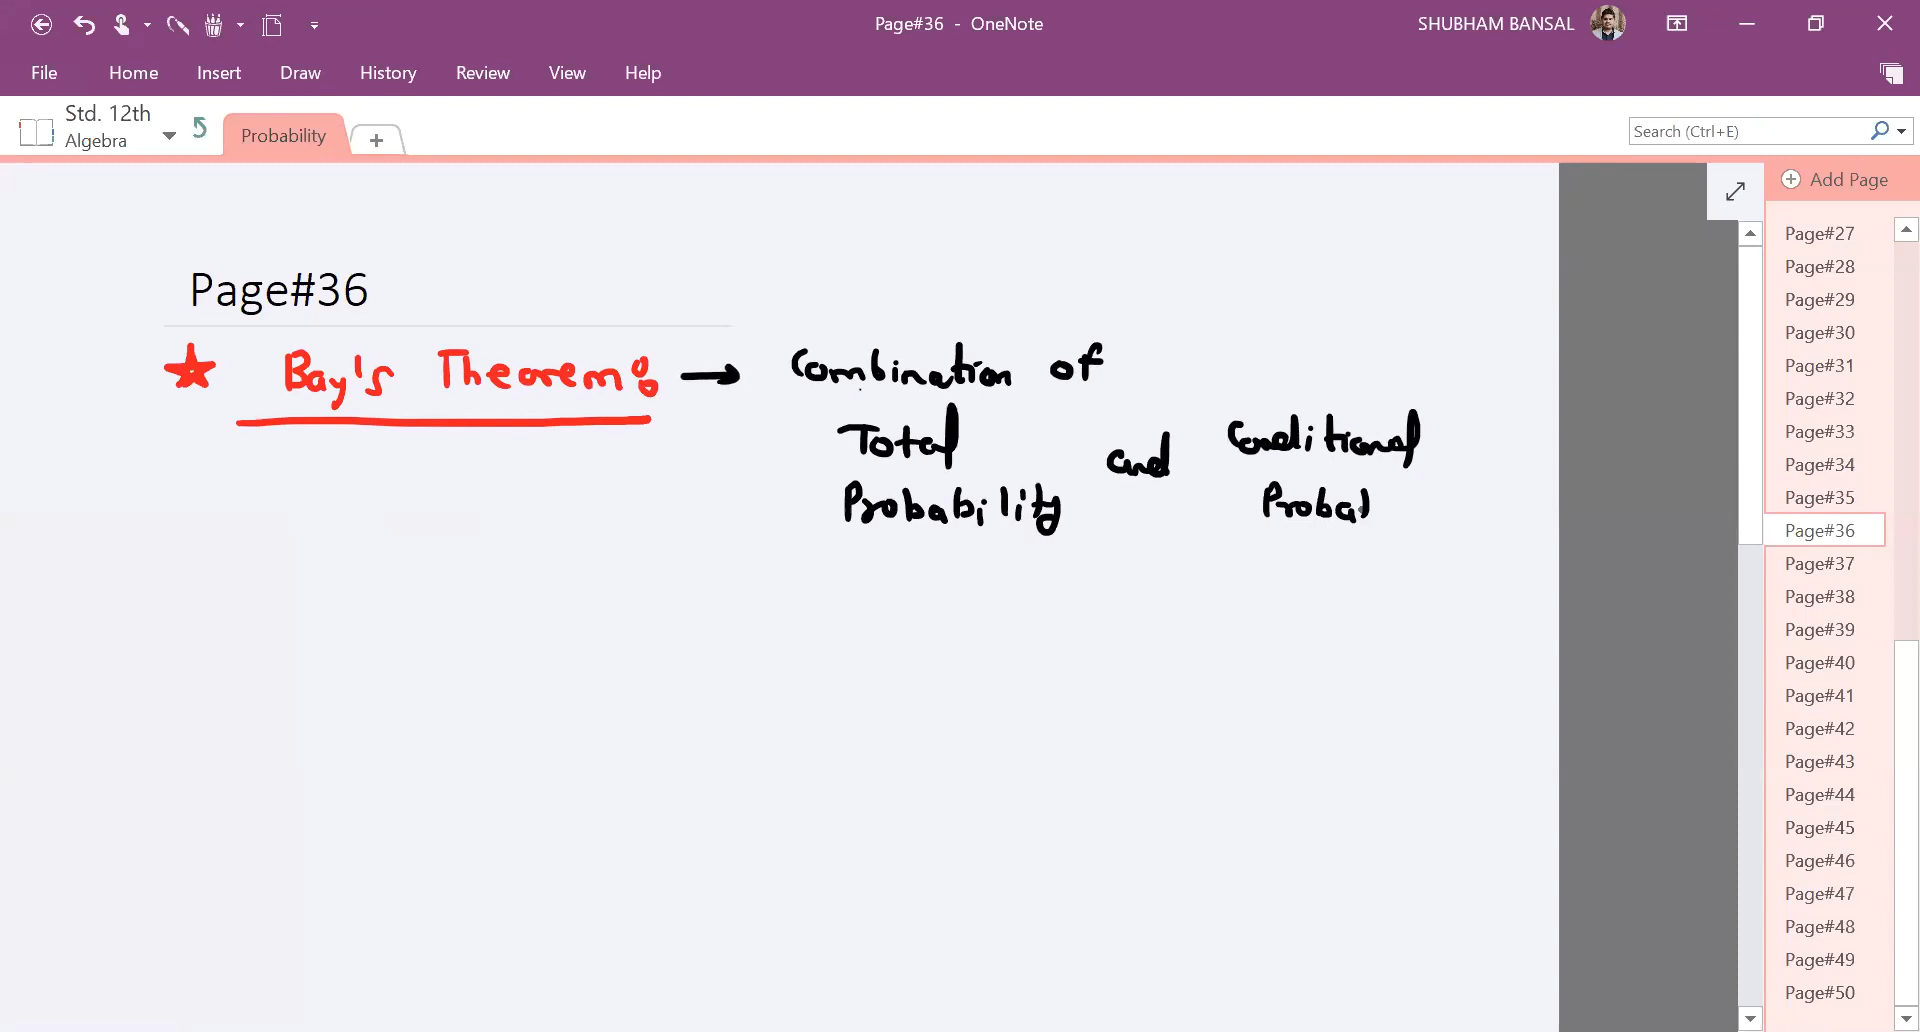 Page#36 - OneNote
SHUBHAM BANSAL
File Home Insert Draw History Review View Help
Std. 12th
Algebra
Probability
+
Search (Ctrl+E)
Add Page
Page#36
★ Bay's Theorem : → Combination of
Total Probability and Conditional Probab
Page#27
Page#28
Page#29
Page#30
Page#31
Page#32
Page#33
Page#34
Page#35
Page#36
Page#37
Page#38
Page#39
Page#40
Page#41
Page#42
Page#43
Page#44
Page#45
Page#46
Page#47
Page#48
Page#49
Page#50